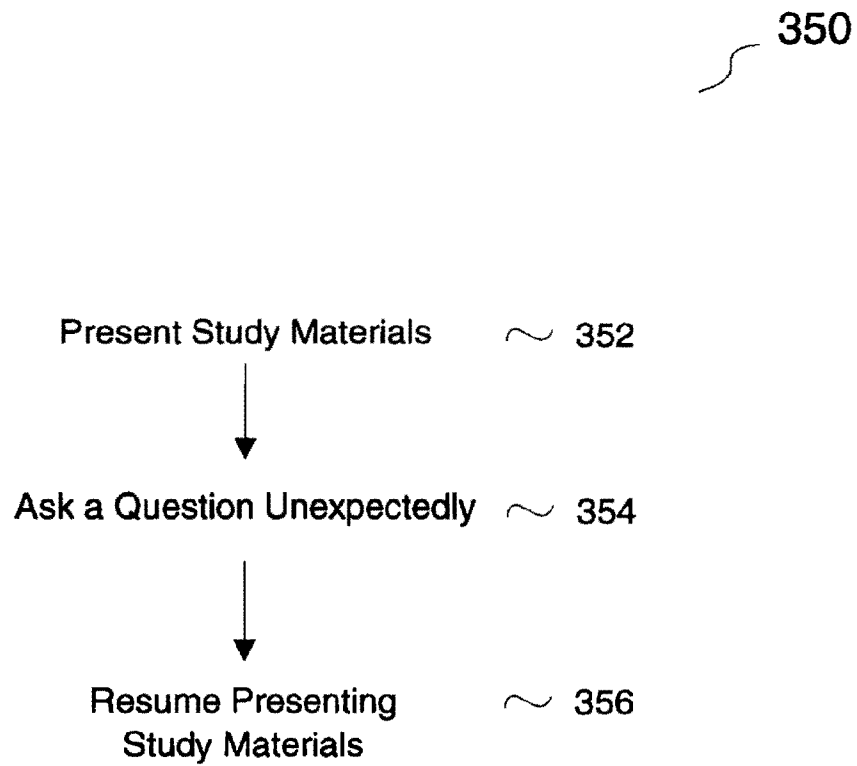 350
Present Study Materials 352
Ask a Question Unexpectedly 354
Resume Presenting 356
Study Materials